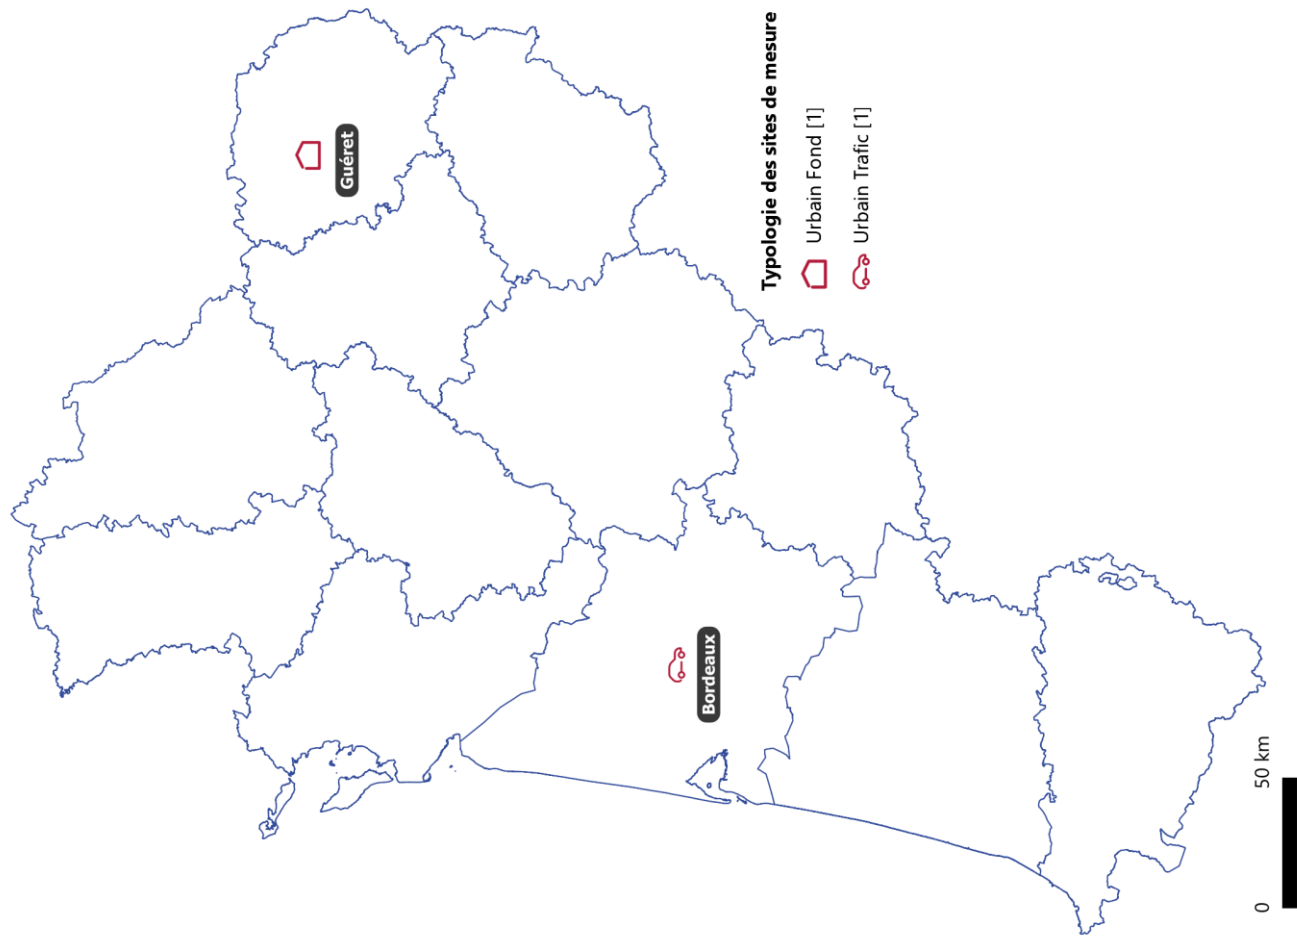 Guéret
Typologie des sites de mesure
Urbain Fond [1]
Urbain Trafic [1]
Bordeaux
0
50 km